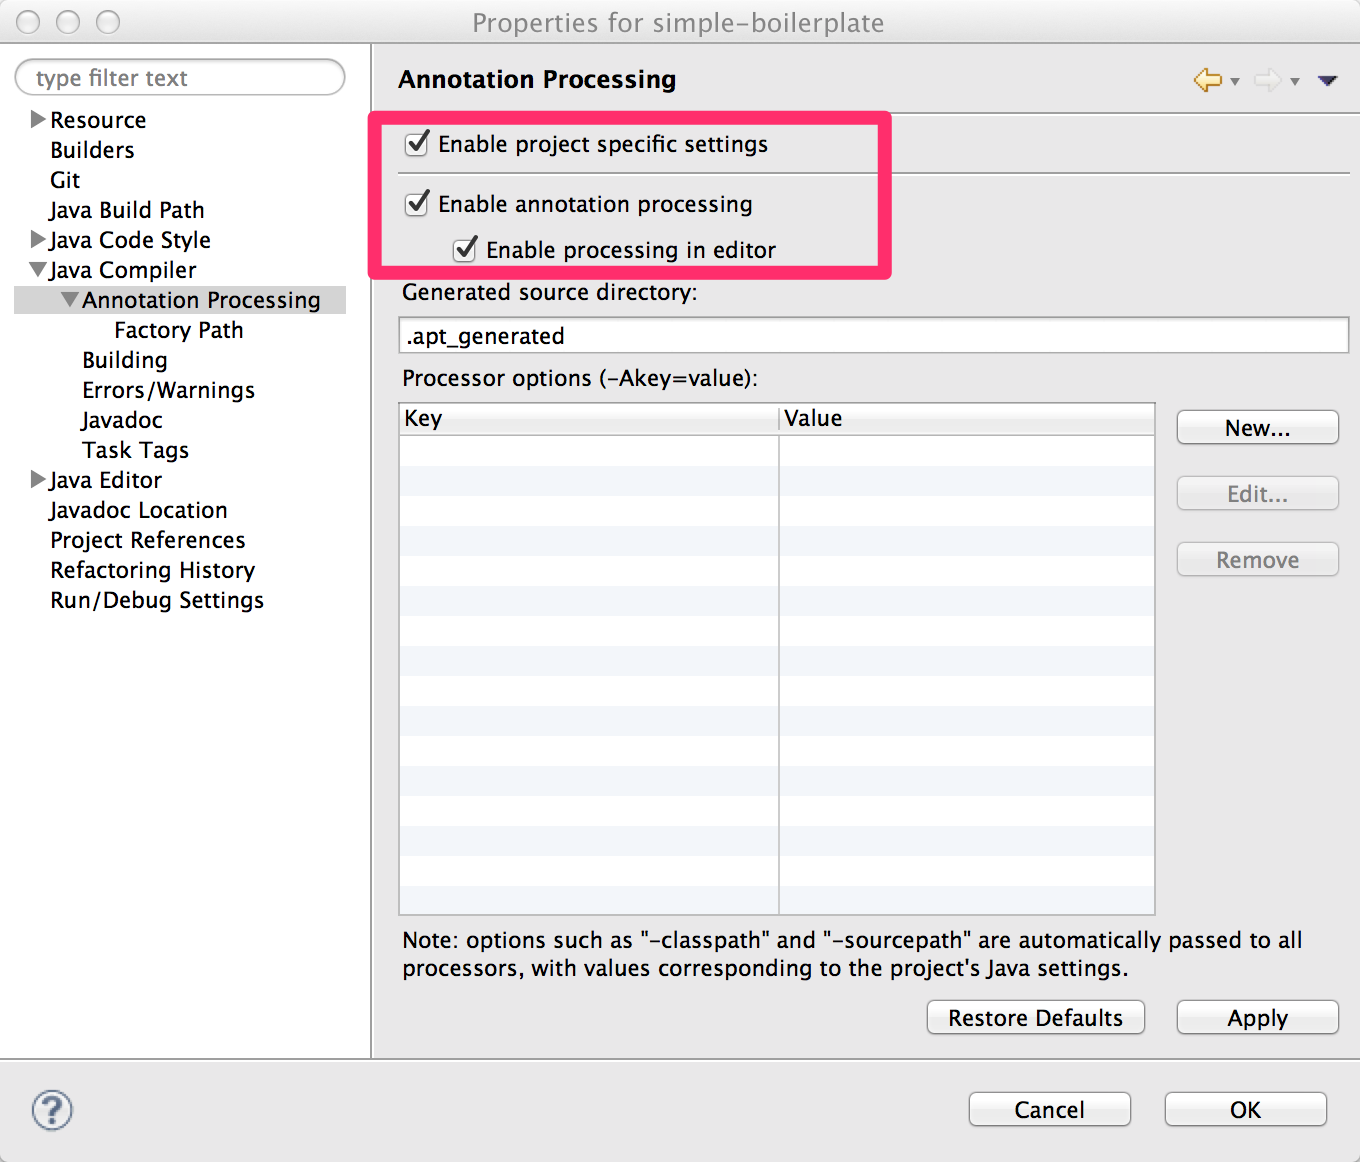 Properties for simple-boilerplate
type filter text
Resource
Builders
Git
Java Build Path
Java Code Style
Java Compiler
Annotation Processing
Factory Path
Building
Errors/Warnings
Javadoc
Task Tags
Java Editor
Javadoc Location
Project References
Refactoring History
Run/Debug Settings
Annotation Processing
Enable project specific settings
Enable annotation processing
Enable processing in editor
Generated source directory:
.apt_generated
Processor options (-Akey=value):
Key Value
New...
Edit...
Remove
Note: options such as "-classpath" and "-sourcepath" are automatically passed to all
processors, with values corresponding to the project's Java settings.
Restore Defaults Apply
? Cancel OK